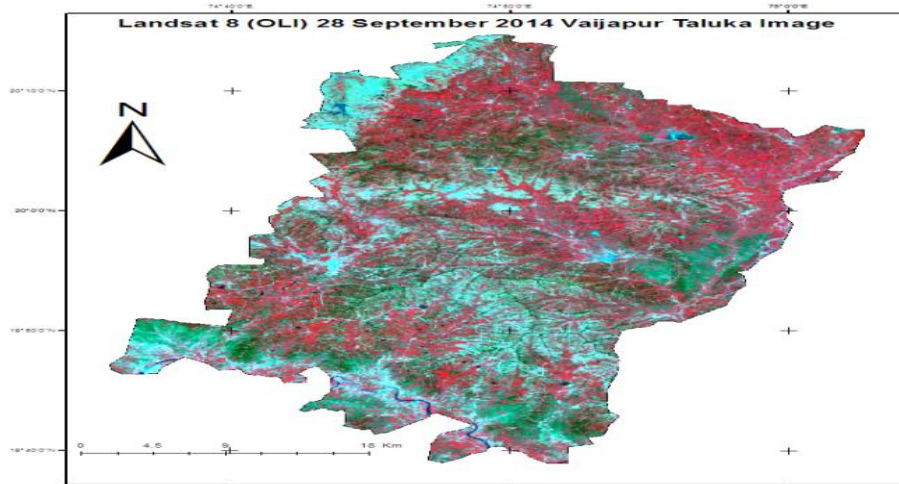 74°40'0"E 74°50'0"E 75°0'0"E
Landsat 8 (OLI) 28 September 2014 Vaijapur Taluka Image
20°10'0"N
N
20°0'0"N
19°50'0"N
19°40'0"N
0 4.5 9 18 Km